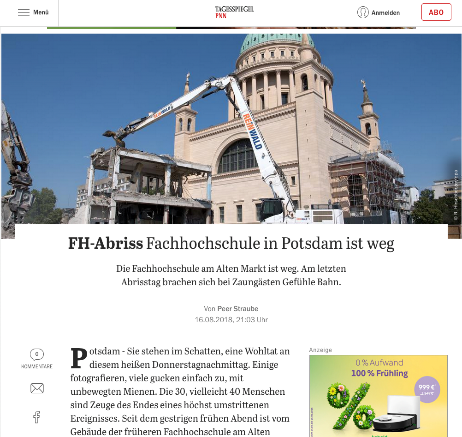 Menü
TAGESSPIEGEL
PNN
Anmelden
ABO
REINWALD
FH-Abriss Fachhochschule in Potsdam ist weg
Die Fachhochschule am Alten Markt ist weg. Am letzten
Abrisstag brachen sich bei Zaungästen Gefühle Bahn.
Von Peer Straube
16.08.2018, 21:03 Uhr
0
KOMMENTARE
Potsdam - Sie stehen im Schatten, eine Wohltat an
diesem heißen Donnerstagnachmittag. Einige
fotografieren, viele gucken einfach zu, mit
unbewegten Mienen. Die 30, vielleicht 40 Menschen
sind Zeuge des Endes eines höchst umstrittenen
Ereignisses. Seit dem gestrigen frühen Abend ist vom
Gebäude der früheren Fachhochschule am Alten
Anzeige
0 % Aufwand
100 % Frühling
999 €
%